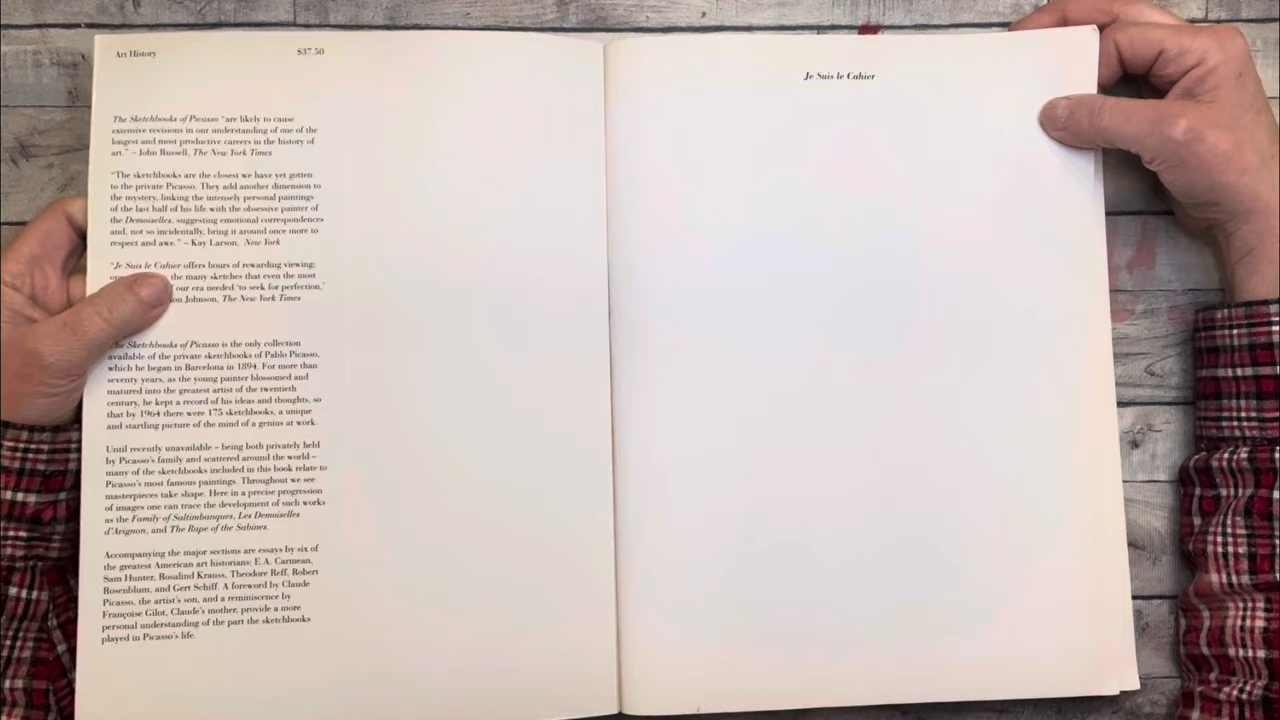 Art History
$37.50
The Sketchbooks of Picasso "are likely to cause
extensive revisions in our understanding of one of the
longest and most productive careers in the history of
art." – John Russell, The New York Times
"The sketchbooks are the closest we have yet gotten
to the private Picasso. They add another dimension to
the mystery, linking the intensely personal paintings
of the last half of his life with the obsessive painter of
the Demoiselles, suggesting emotional correspondences
and, not so incidentally, bring it around once more to
respect and awe." – Kay Larson, New York
"Je Suis le Cahier offers hours of rewarding viewing;
the many sketches that even the most
our era needed 'to seek for perfection,'
Johnson, The New York Times
The Sketchbooks of Picasso is the only collection
available of the private sketchbooks of Pablo Picasso,
which he began in Barcelona in 1894. For more than
seventy years, as the young painter blossomed and
matured into the greatest artist of the twentieth
century, he kept a record of his ideas and thoughts, so
that by 1964 there were 175 sketchbooks, a unique
and startling picture of the mind of a genius at work.
Until recently unavailable – being both privately held
by Picasso's family and scattered around the world –
many of the sketchbooks included in this book relate to
Picasso's most famous paintings. Throughout we see
masterpieces take shape. Here in a precise progression
of images one can trace the development of such works
as the Family of Saltimbanques, Les Demoiselles
d'Avignon, and The Rape of the Sabines.
Accompanying the major sections are essays by six of
the greatest American art historians: E.A. Carmean,
Sam Hunter, Rosalind Krauss, Theodore Reff, Robert
Rosenblum, and Gert Schiff. A foreword by Claude
Picasso, the artist's son, and a reminiscence by
Françoise Gilot, Claude's mother, provide a more
personal understanding of the part the sketchbooks
played in Picasso's life.
Je Suis le Cahier